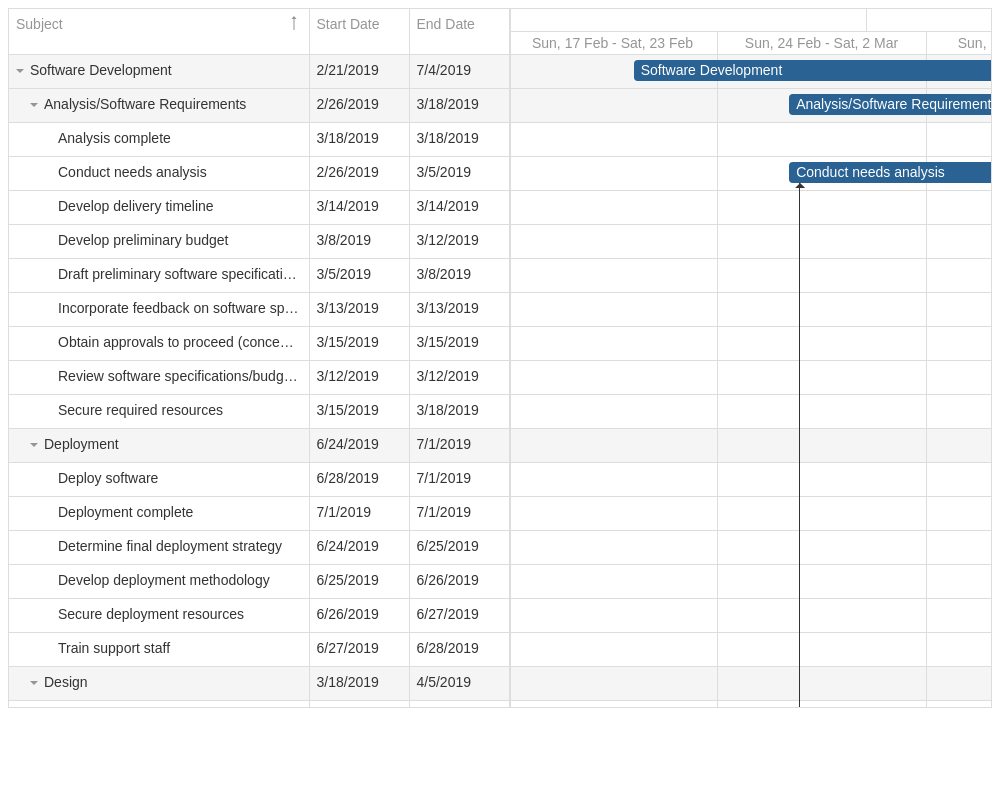 Subject Start Date End Date
Sun, 17 Feb - Sat, 23 Feb Sun, 24 Feb - Sat, 2 Mar Sun,
Software Development 2/21/2019 7/4/2019 Software Development
Analysis/Software Requirements 2/26/2019 3/18/2019 Analysis/Software Requirement
Analysis complete 3/18/2019 3/18/2019
Conduct needs analysis 2/26/2019 3/5/2019 Conduct needs analysis
Develop delivery timeline 3/14/2019 3/14/2019
Develop preliminary budget 3/8/2019 3/12/2019
Draft preliminary software specificati… 3/5/2019 3/8/2019
Incorporate feedback on software sp… 3/13/2019 3/13/2019
Obtain approvals to proceed (conce… 3/15/2019 3/15/2019
Review software specifications/budg… 3/12/2019 3/12/2019
Secure required resources 3/15/2019 3/18/2019
Deployment 6/24/2019 7/1/2019
Deploy software 6/28/2019 7/1/2019
Deployment complete 7/1/2019 7/1/2019
Determine final deployment strategy 6/24/2019 6/25/2019
Develop deployment methodology 6/25/2019 6/26/2019
Secure deployment resources 6/26/2019 6/27/2019
Train support staff 6/27/2019 6/28/2019
Design 3/18/2019 4/5/2019